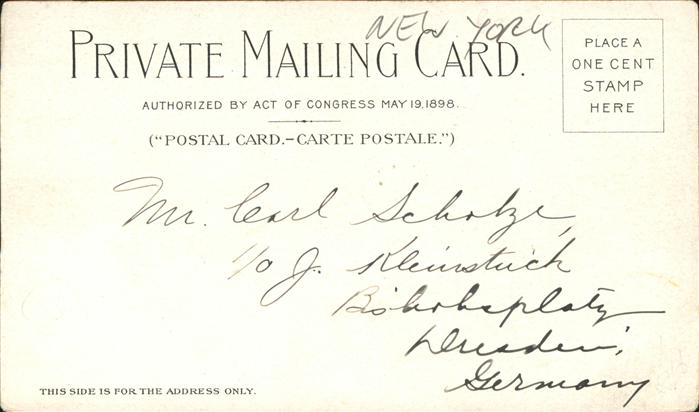 NEW YORK
PRIVATE MAILING CARD.
PLACE A
ONE CENT
STAMP
HERE
AUTHORIZED BY ACT OF CONGRESS MAY 19, 1898.
("POSTAL CARD.-CARTE POSTALE.")
Mr. Carl Scholze,
c/o J. Kleinstück
Bischofsplatz
Dresden,
Germany
THIS SIDE IS FOR THE ADDRESS ONLY.